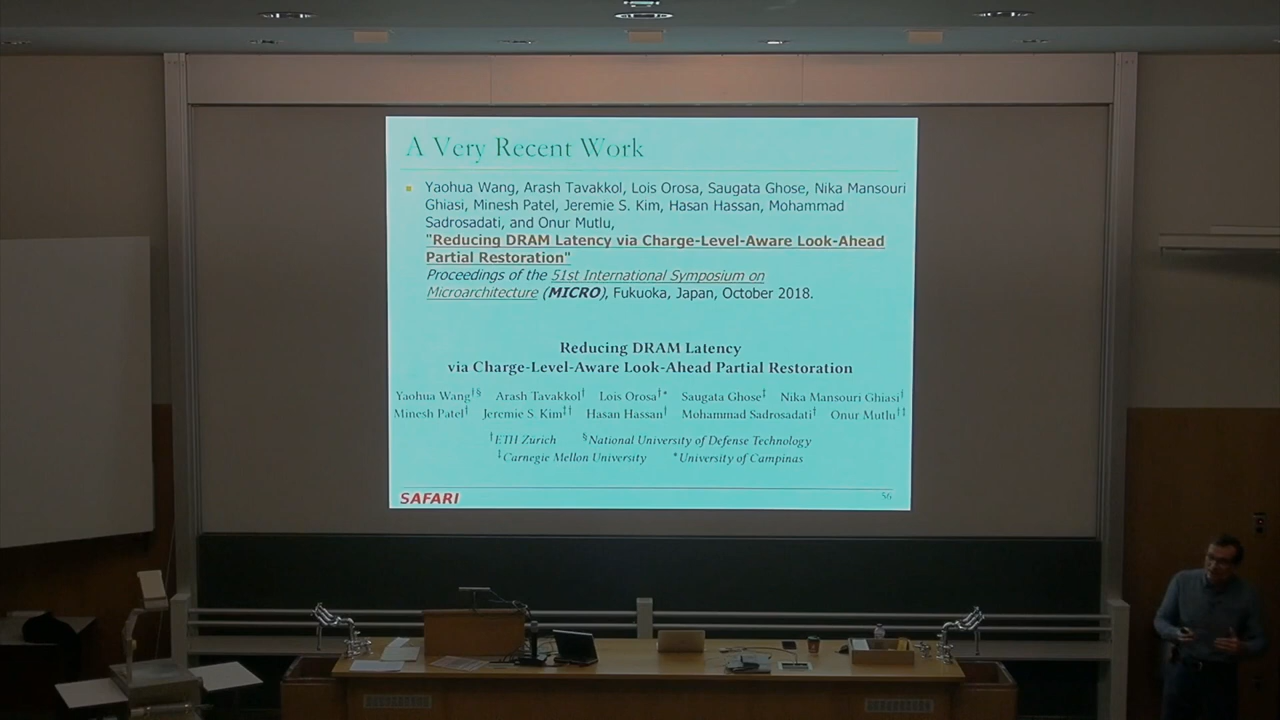 A Very Recent Work
Yaohua Wang, Arash Tavakkol, Lois Orosa, Saugata Ghose, Nika Mansouri
Ghiasi, Minesh Patel, Jeremie S. Kim, Hasan Hassan, Mohammad
Sadrosadati, and Onur Mutlu,
"Reducing DRAM Latency via Charge-Level-Aware Look-Ahead
Partial Restoration"
Proceedings of the 51st International Symposium on
Microarchitecture (MICRO), Fukuoka, Japan, October 2018.
Reducing DRAM Latency
via Charge-Level-Aware Look-Ahead Partial Restoration
Yaohua Wang†§ Arash Tavakkol† Lois Orosa†* Saugata Ghose‡ Nika Mansouri Ghiasi†
Minesh Patel† Jeremie S. Kim‡† Hasan Hassan† Mohammad Sadrosadati† Onur Mutlu†‡
†ETH Zürich §National University of Defense Technology
‡Carnegie Mellon University *University of Campinas
SAFARI 56